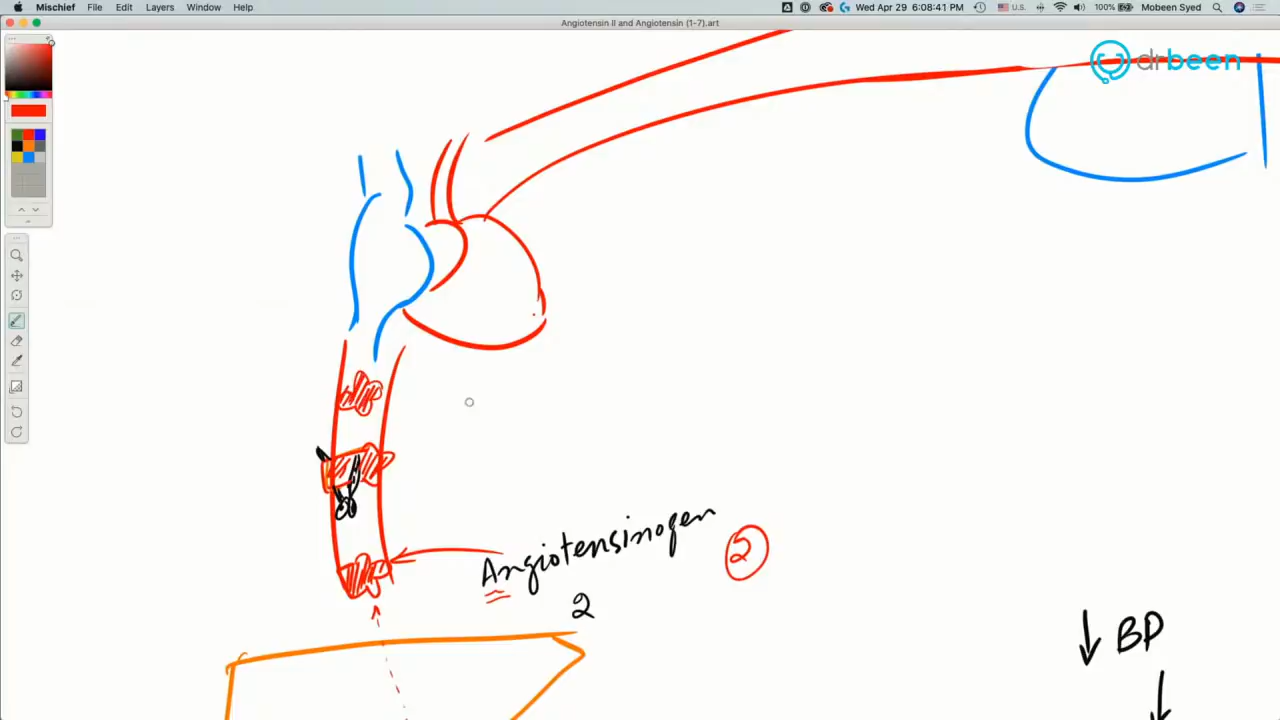 Mischief File Edit Layers Window Help U.S. 100% Wed Apr 29 6:08:41 PM Mobeen Syed
Angiotensin II and Angiotensin (1-7).art
drbeen
Angiotensinogen
2
2
↓ BP
↓